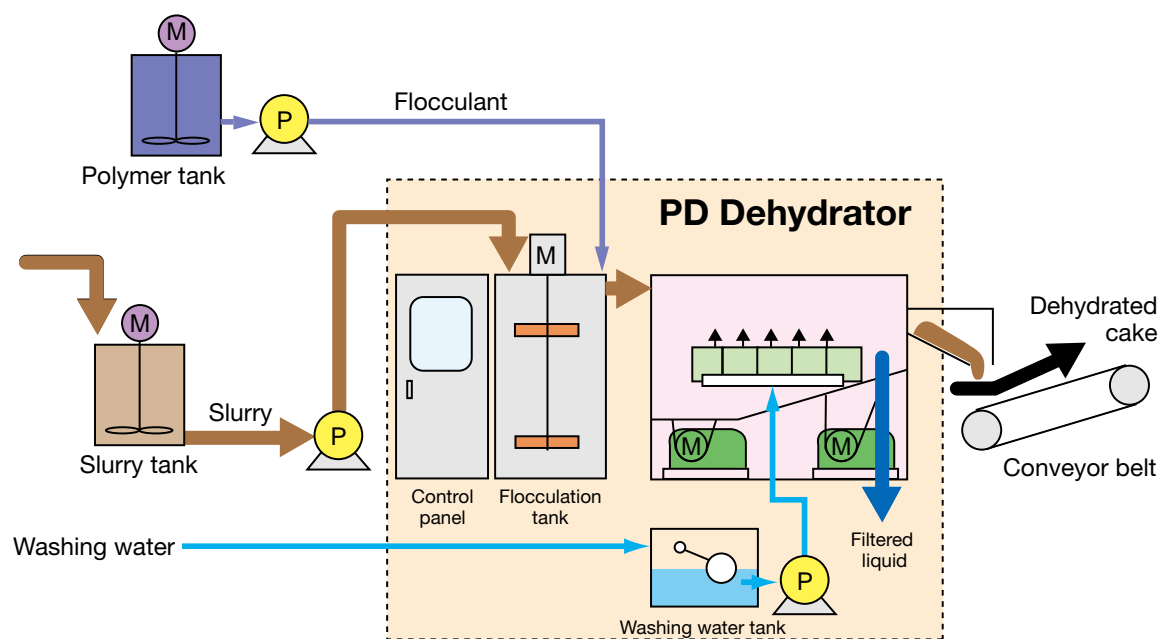 M
P
Flocculant
Polymer tank
PD Dehydrator
M
M
Dehydrated
cake
Slurry
P
M
M
Slurry tank
Conveyor belt
Control
panel
Flocculation
tank
Washing water
Filtered
liquid
P
Washing water tank